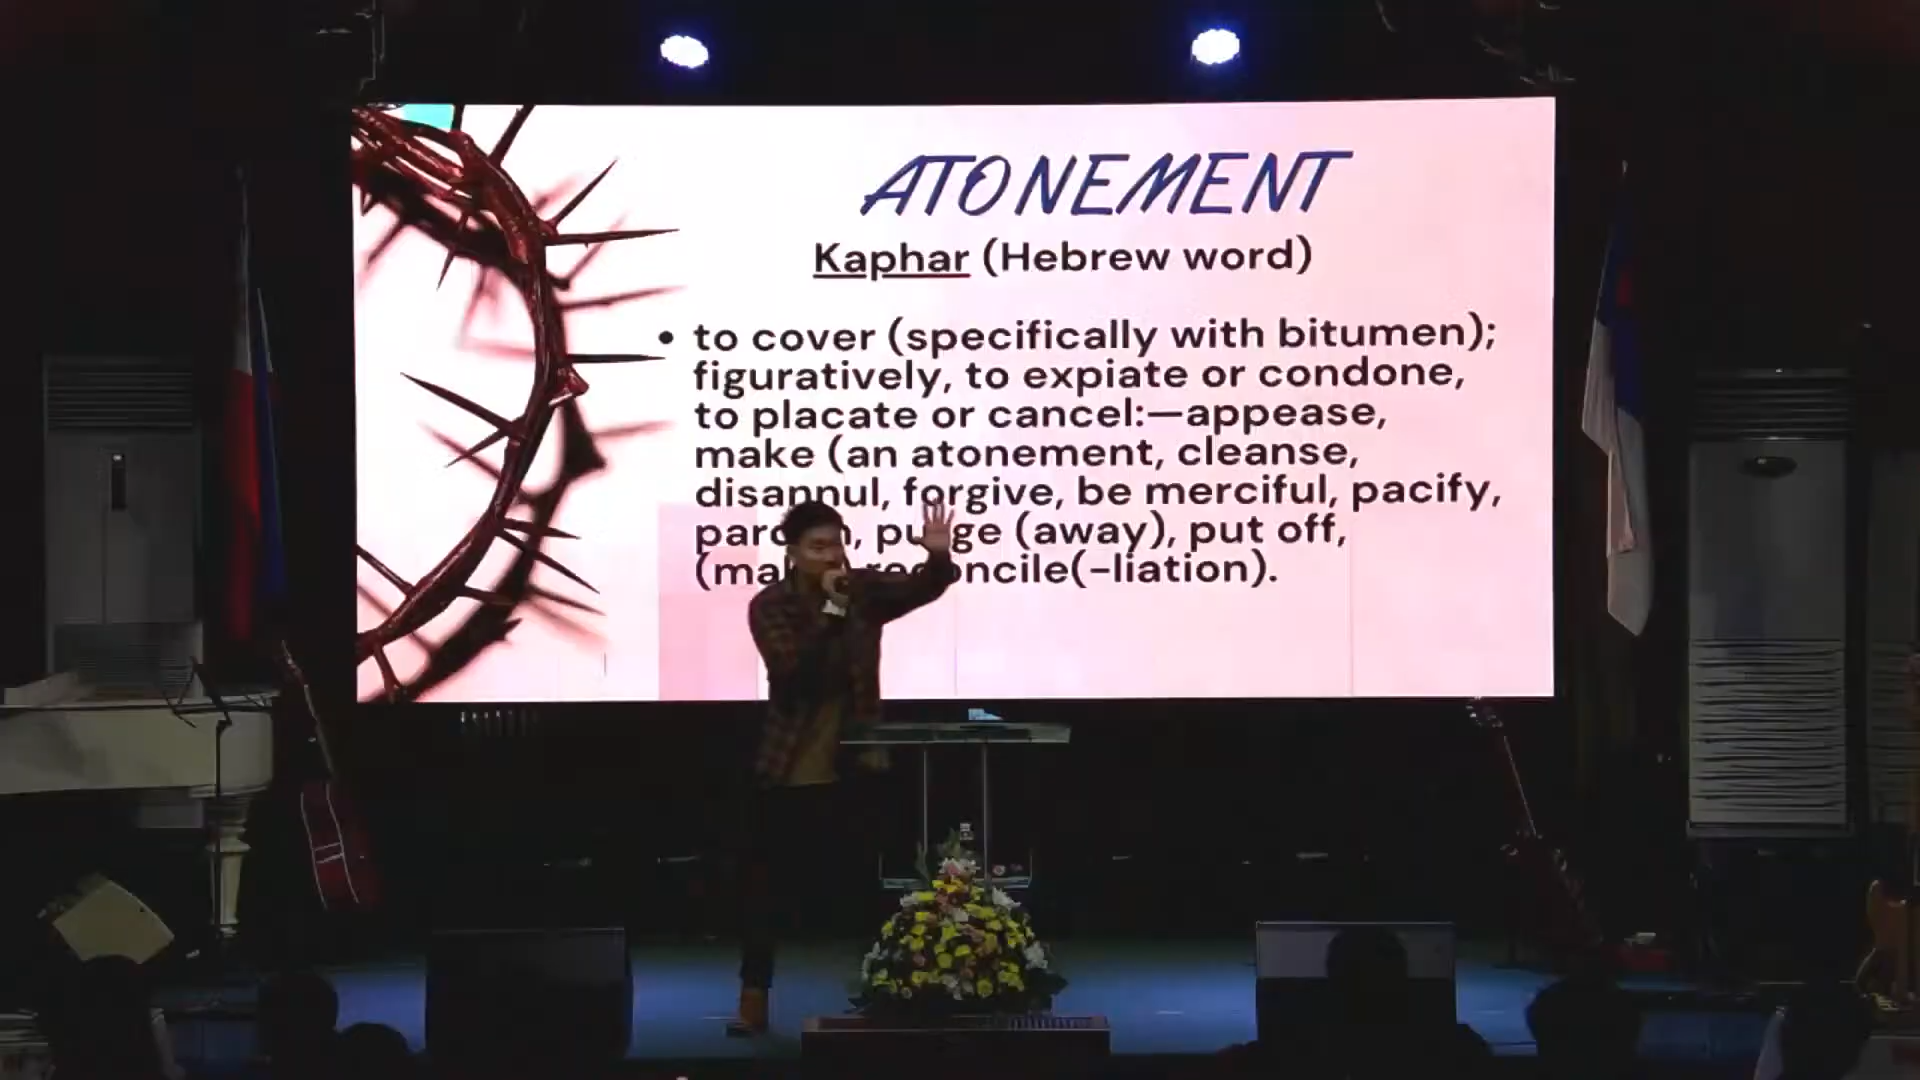 ATONEMENT
Kaphar (Hebrew word)
• to cover (specifically with bitumen);
figuratively, to expiate or condone,
to placate or cancel:—appease,
make (an atonement, cleanse,
disannul, forgive, be merciful, pacify,
(away), put off,